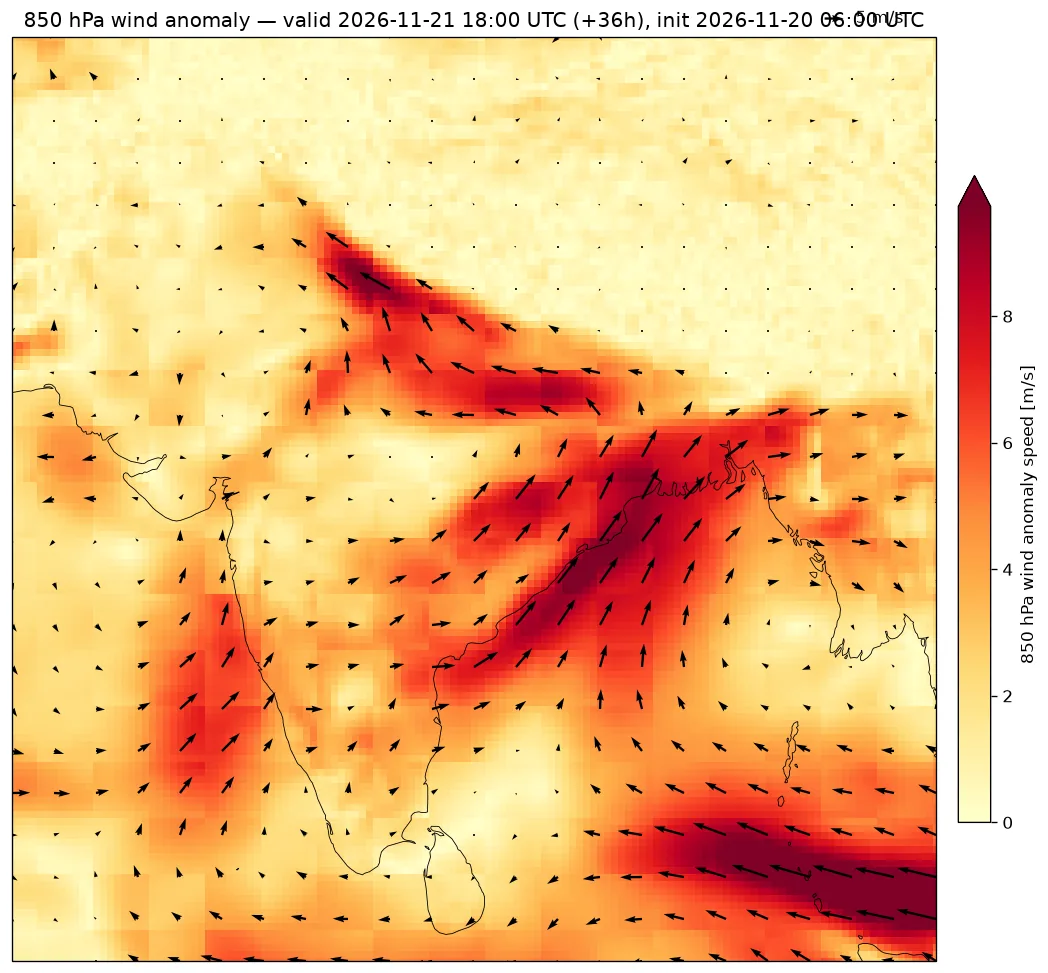 850 hPa wind anomaly — valid 2026-11-21 18:00 UTC (+36h), init 2026-11-20 06:00 UTC
5 m/s
8
6
4
2
0
850 hPa wind anomaly speed [m/s]